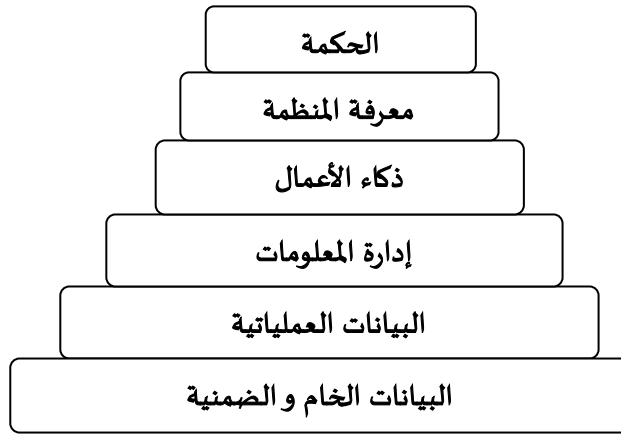 الحكمة
معرفة المنظمة
ذكاء الأعمال
إدارة المعلومات
البيانات العملياتية
البيانات الخام و الضمنية